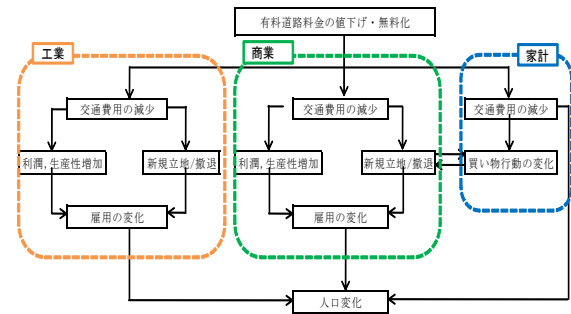 有料道路料金の値下げ・無料化
工業
商業
家計
交通費用の減少
交通費用の減少
交通費用の減少
利潤,生産性増加
新規立地/撤退
利潤,生産性増加
新規立地/撤退
買い物行動の変化
雇用の変化
雇用の変化
人口変化